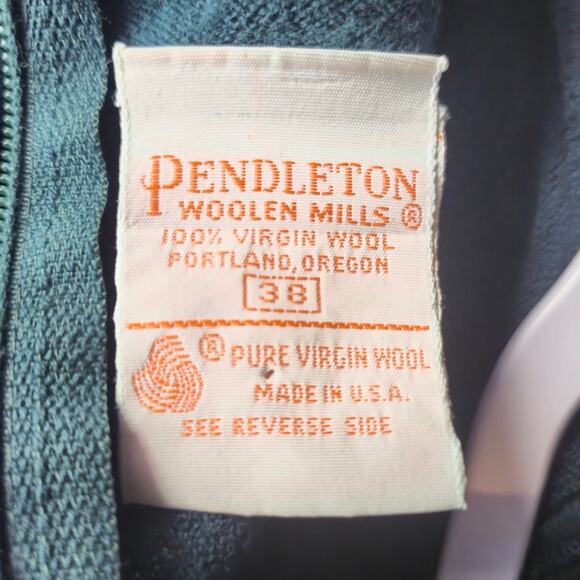 PENDLETON
WOOLEN MILLS ®
100% VIRGIN WOOL
PORTLAND, OREGON
38
® PURE VIRGIN WOOL
MADE IN U.S.A.
SEE REVERSE SIDE